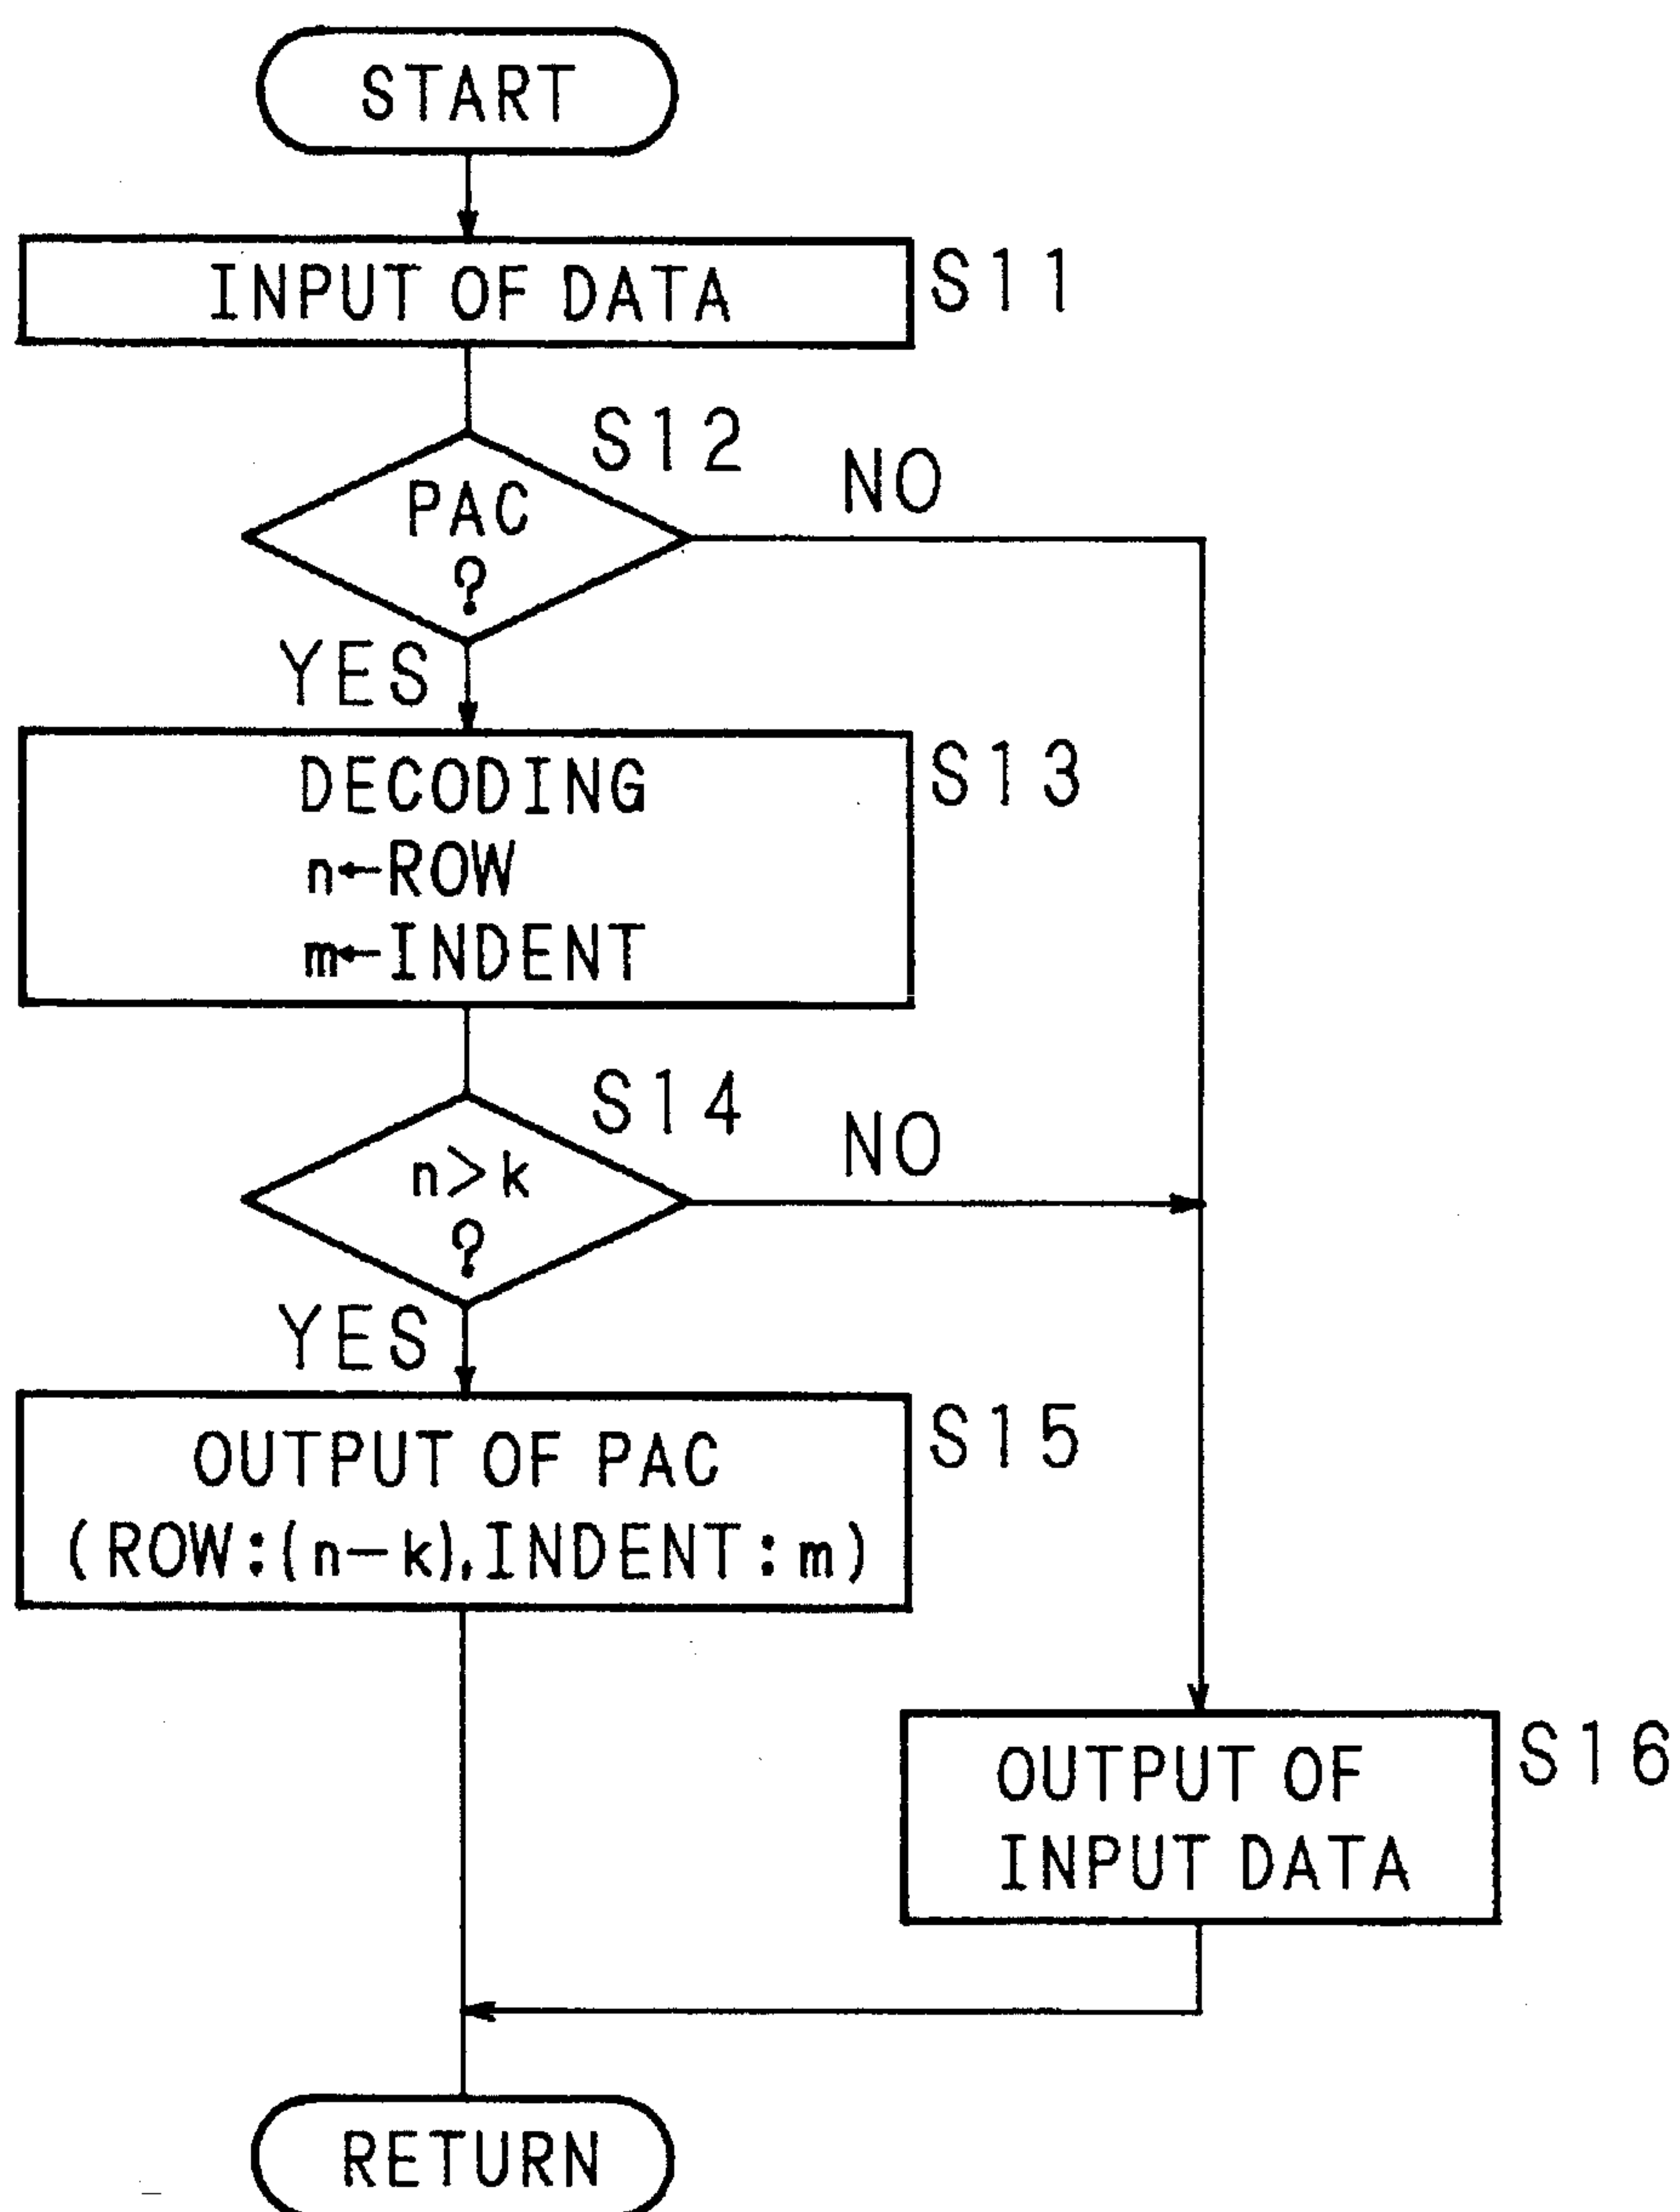 START
INPUT OF DATA
S11
S12
PAC
?
NO
YES
DECODING
n←ROW
m←INDENT
S13
S14
n>k
?
NO
YES
OUTPUT OF PAC
(ROW:(n-k),INDENT:m)
S15
OUTPUT OF
INPUT DATA
S16
RETURN